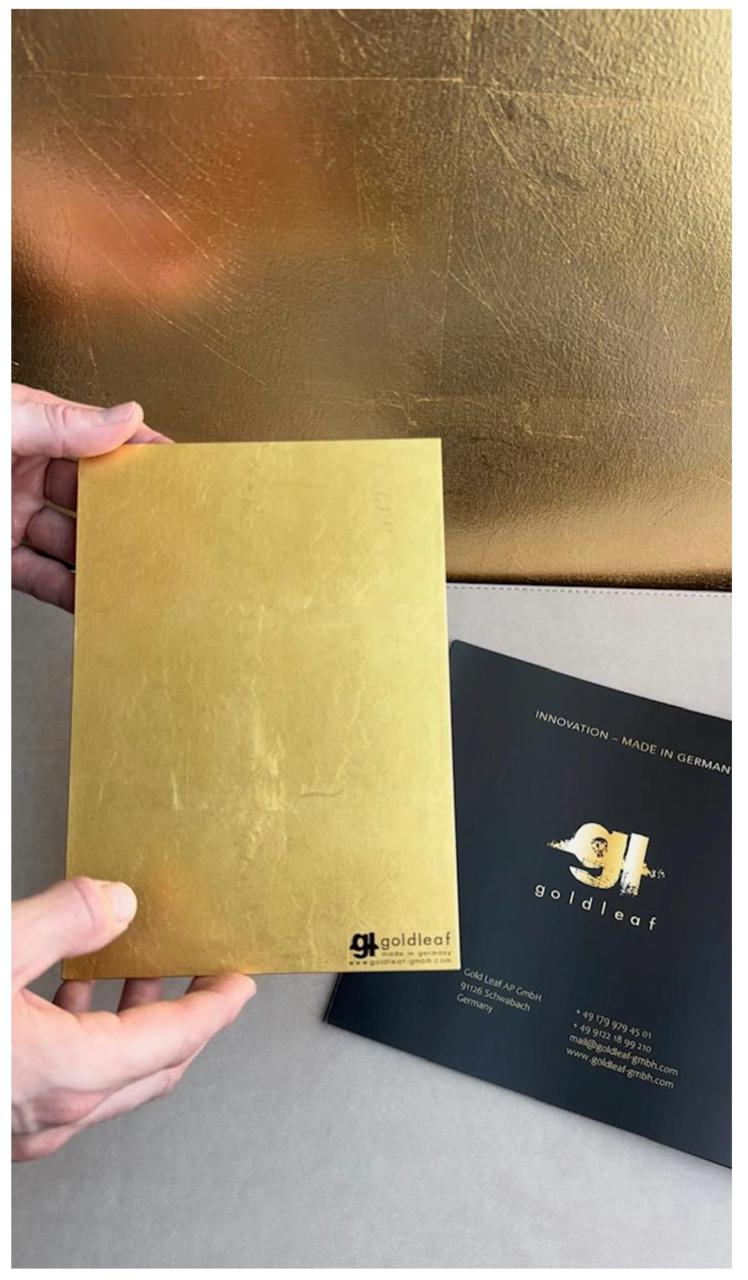 gl goldleaf
made in germany
www.goldleaf-gmbh.com
INNOVATION – MADE IN GERMAN
gl
goldleaf
Gold Leaf AP GmbH
91126 Schwabach
Germany
+ 49 179 979 45 01
+ 49 9122 18 99 210
mail@goldleaf-gmbh.com
www.goldleaf-gmbh.com